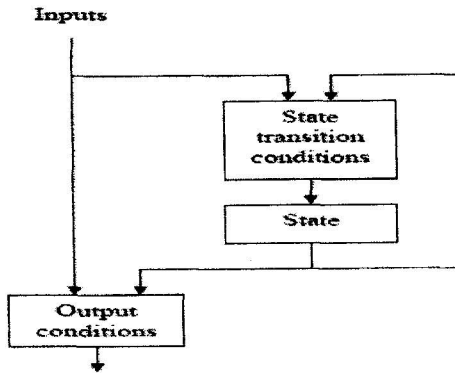 Inputs
State
transition
conditions
State
Output
conditions